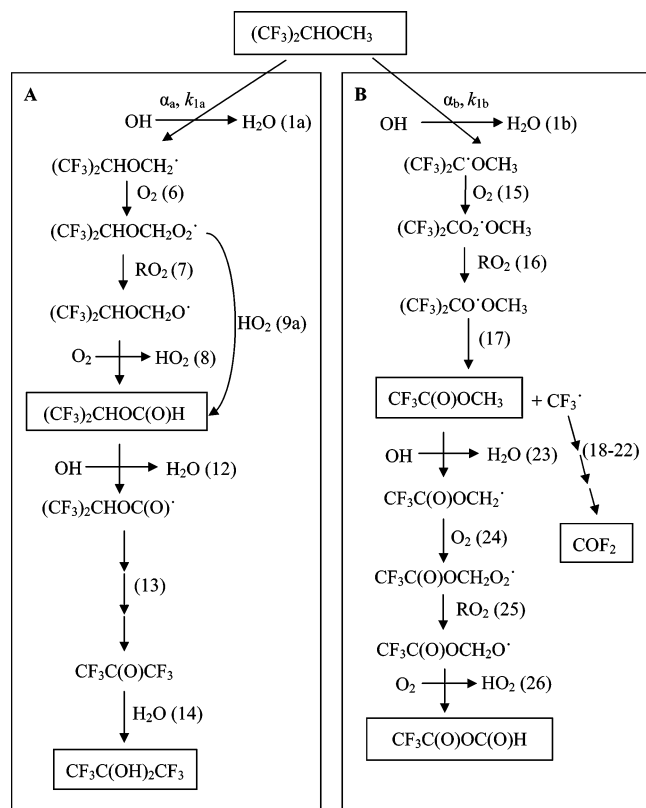 (CF₃)₂CHOCH₃
A
αₐ, k₁ₐ
OH H₂O (1a)
(CF₃)₂CHOCH₂˙
O₂ (6)
(CF₃)₂CHOCH₂O₂˙
RO₂ (7)
(CF₃)₂CHOCH₂O˙
HO₂ (9a)
O₂ HO₂ (8)
(CF₃)₂CHOC(O)H
OH H₂O (12)
(CF₃)₂CHOC(O)˙
(13)
CF₃C(O)CF₃
H₂O (14)
CF₃C(OH)₂CF₃
B
α_b, k_1b
OH H₂O (1b)
(CF₃)₂C˙OCH₃
O₂ (15)
(CF₃)₂CO₂˙OCH₃
RO₂ (16)
(CF₃)₂CO˙OCH₃
(17)
CF₃C(O)OCH₃ + CF₃˙
(18-22)
COF₂
OH H₂O (23)
CF₃C(O)OCH₂˙
O₂ (24)
CF₃C(O)OCH₂O₂˙
RO₂ (25)
CF₃C(O)OCH₂O˙
O₂ HO₂ (26)
CF₃C(O)OC(O)H